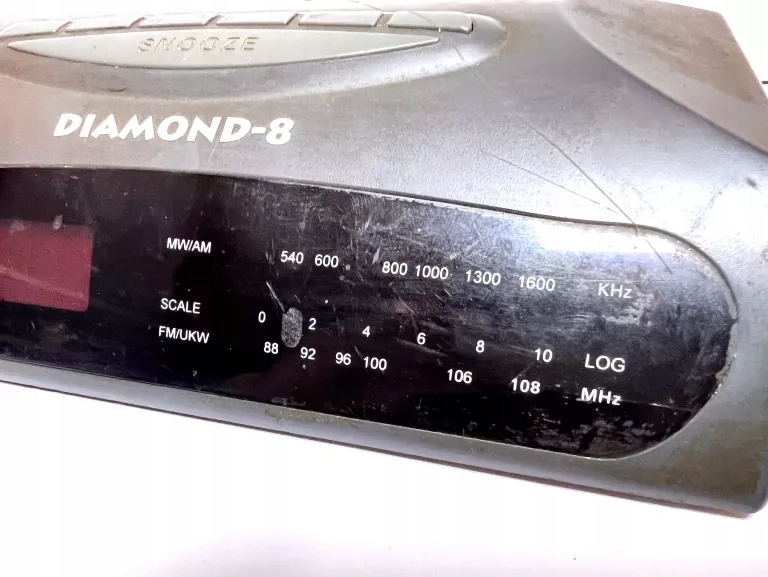 SNOOZE
DIAMOND-8
MW/AM 540 600 800 1000 1300 1600 KHz
SCALE 0 2 4 6 8 10 LOG
FM/UKW 88 92 96 100 106 108 MHz